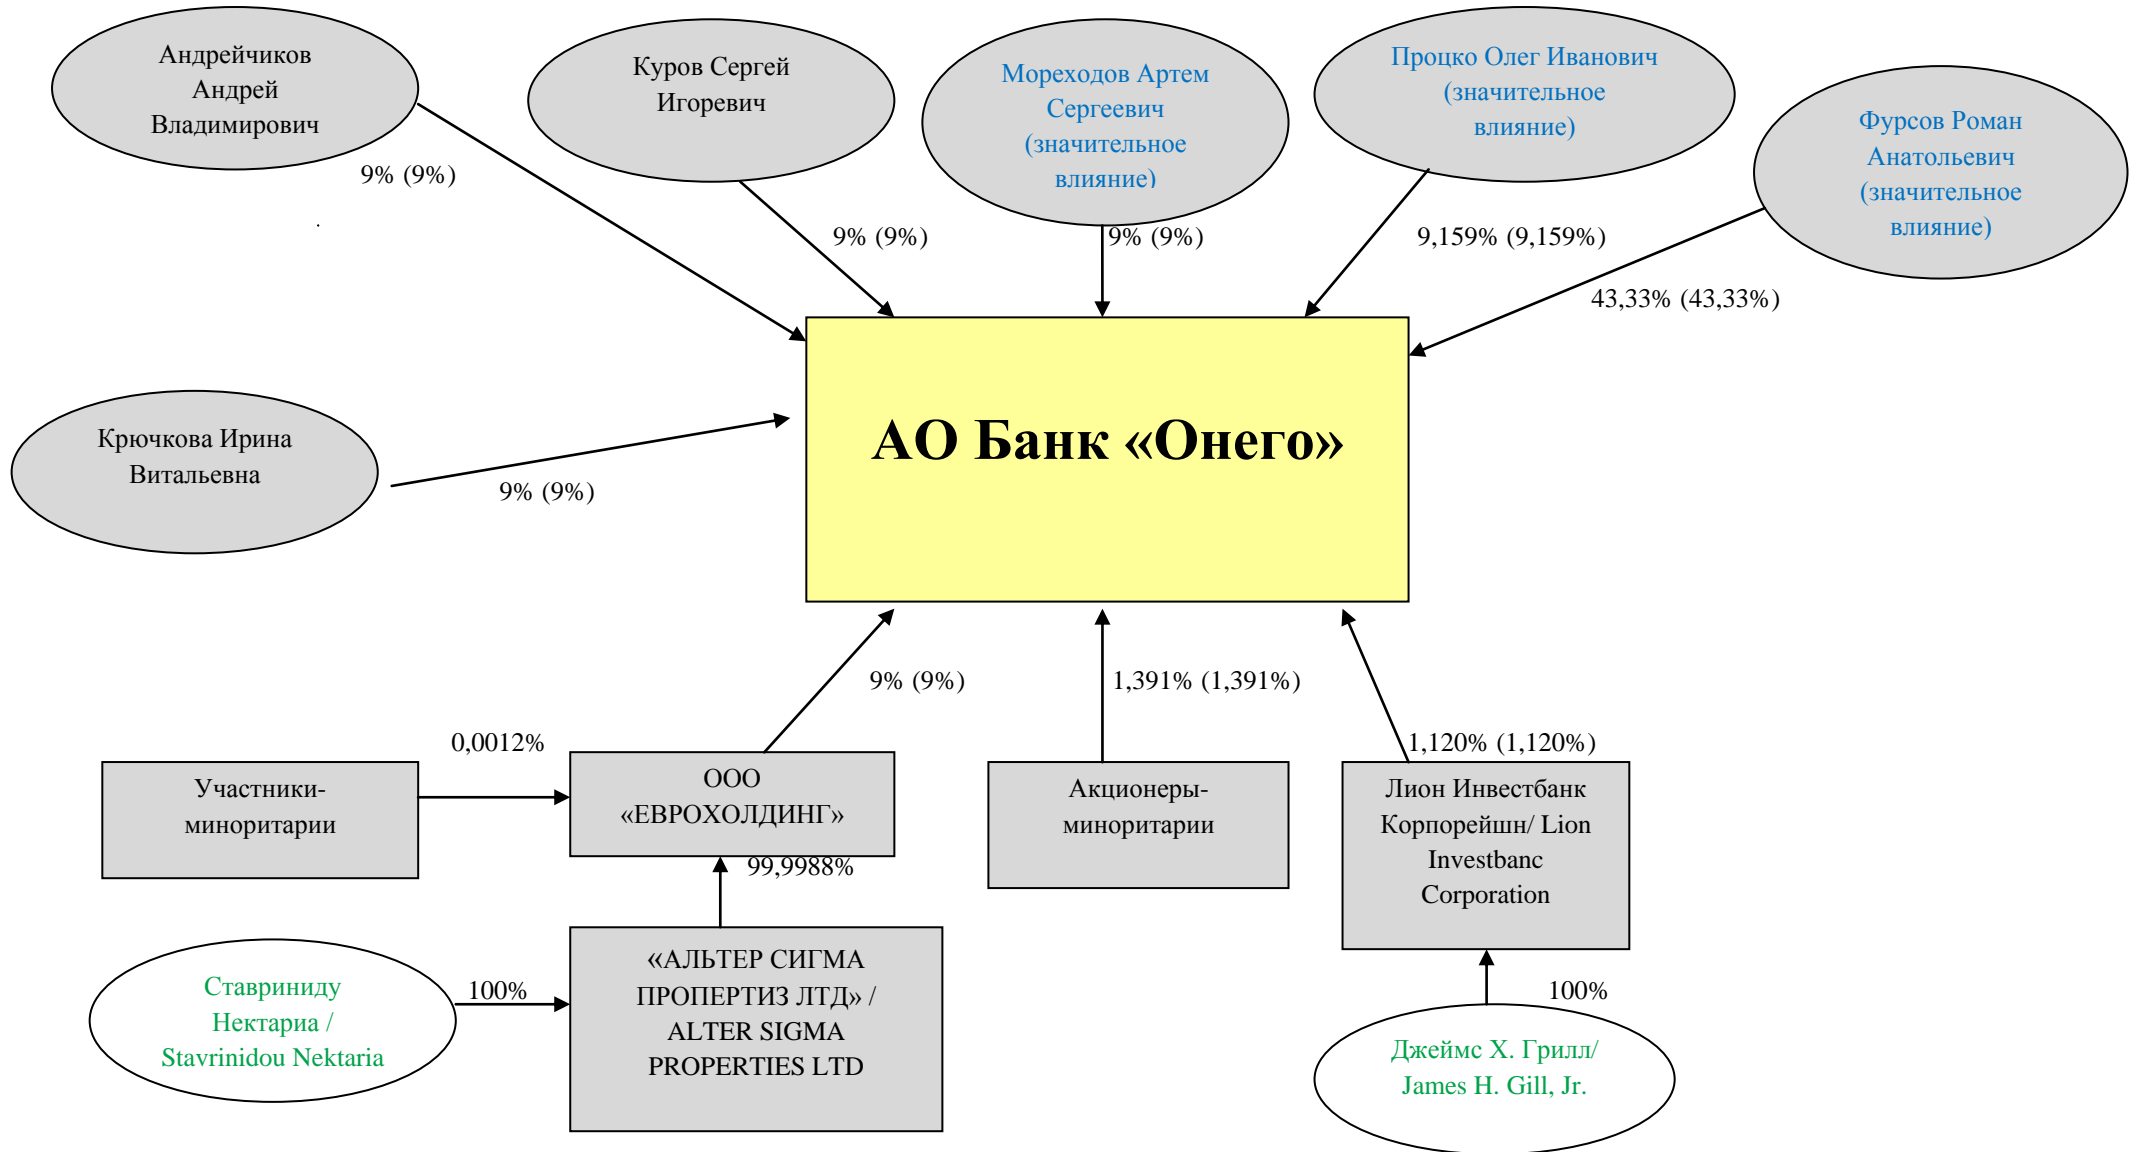 Андрейчиков
Андрей
Владимирович
Куров Сергей
Игоревич
Мореходов Артем
Сергеевич
(значительное
влияние)
Процко Олег Иванович
(значительное
влияние)
Фурсов Роман
Анатольевич
(значительное
влияние)
9% (9%)
9% (9%)
9% (9%)
9,159% (9,159%)
43,33% (43,33%)
АО Банк «Онего»
Крючкова Ирина
Витальевна
9% (9%)
9% (9%)
1,391% (1,391%)
1,120% (1,120%)
0,0012%
Участники-
миноритарии
ООО
«ЕВРОХОЛДИНГ»
Акционеры-
миноритарии
Лион Инвестбанк
Корпорейшн/ Lion
Investbanc
Corporation
99,9988%
Ставриниду
Нектариа /
Stavrinidou Nektaria
100%
«АЛЬТЕР СИГМА
ПРОПЕРТИЗ ЛТД» /
ALTER SIGMA
PROPERTIES LTD
100%
Джеймс Х. Грилл/
James H. Gill, Jr.